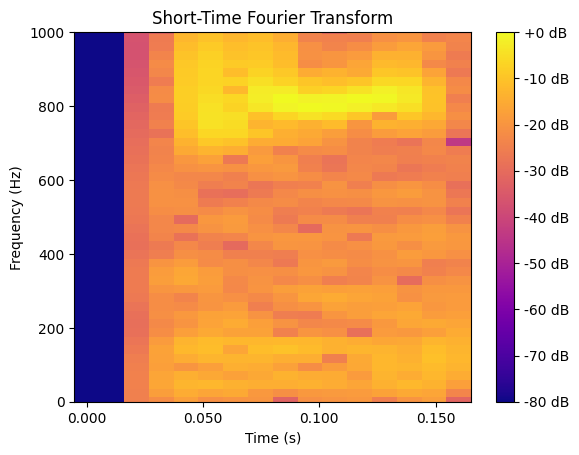 Short-Time Fourier Transform
1000
800
600
400
200
0
Frequency (Hz)
0.000
0.050
0.100
0.150
Time (s)
+0 dB
-10 dB
-20 dB
-30 dB
-40 dB
-50 dB
-60 dB
-70 dB
-80 dB